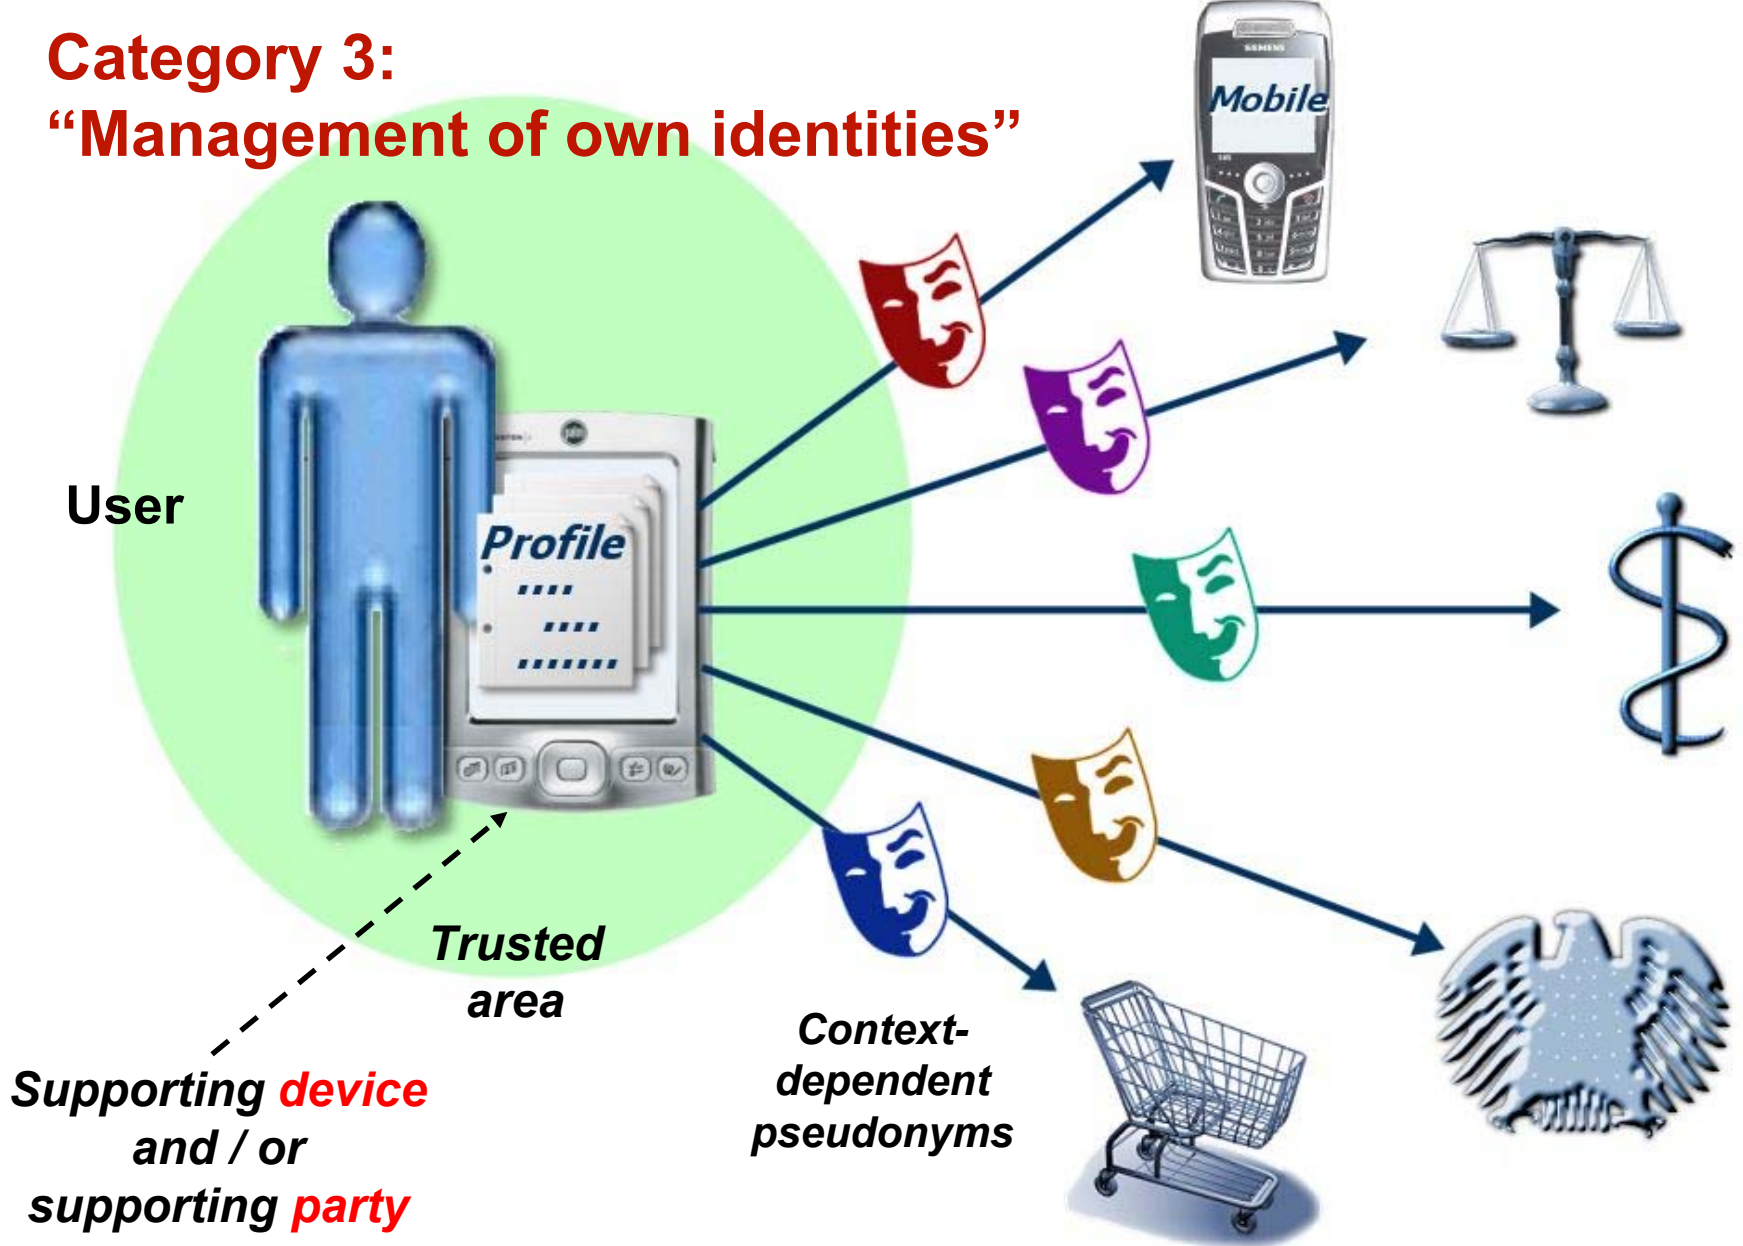 Category 3:
“Management of own identities”
SIEMENS
Mobile
User
Profile
Trusted
area
Context-
dependent
pseudonyms
Supporting device
and / or
supporting party